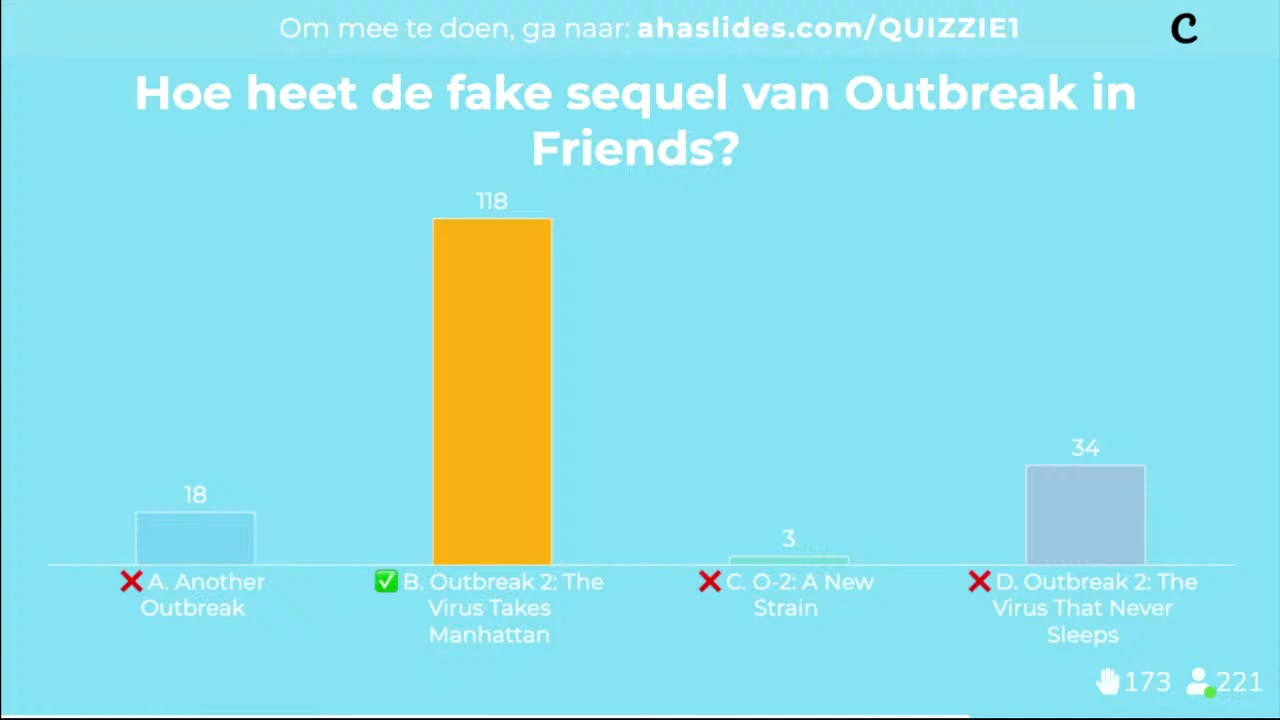 Om mee te doen, ga naar: ahaslides.com/QUIZZIE1
C
Hoe heet de fake sequel van Outbreak in
Friends?
118
34
18
3
❌ A. Another
Outbreak
✅ B. Outbreak 2: The
Virus Takes
Manhattan
❌ C. O-2: A New
Strain
❌ D. Outbreak 2: The
Virus That Never
Sleeps
173 221